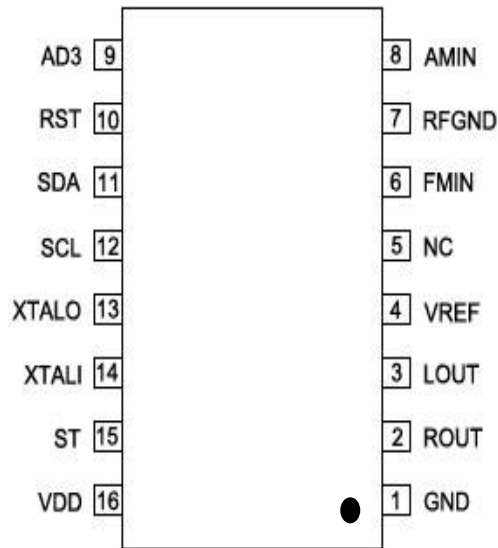 AD3 9 8 AMIN
RST 10 7 RFGND
SDA 11 6 FMIN
SCL 12 5 NC
XTALO 13 4 VREF
XTALI 14 3 LOUT
ST 15 2 ROUT
VDD 16 1 GND